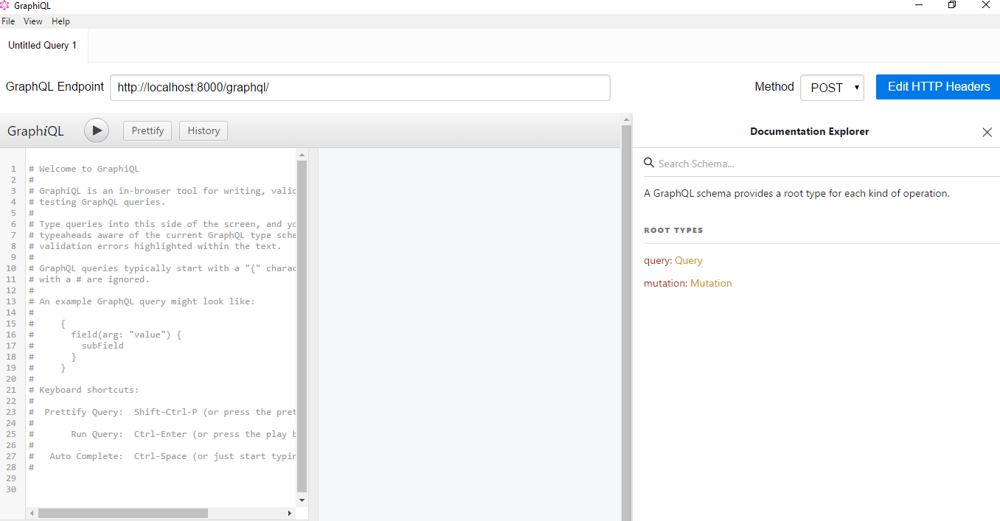 GraphiQL
File View Help
Untitled Query 1
GraphQL Endpoint http://localhost:8000/graphql/ Method POST Edit HTTP Headers
GraphiQL Prettify History
1 # Welcome to GraphiQL
2 #
3 # GraphiQL is an in-browser tool for writing, valid
4 # testing GraphQL queries.
5 #
6 # Type queries into this side of the screen, and yo
7 # typeaheads aware of the current GraphQL type sche
8 # validation errors highlighted within the text.
9 #
10 # GraphQL queries typically start with a "{" charac
11 # with a # are ignored.
12 #
13 # An example GraphQL query might look like:
14 #
15 #     {
16 #       field(arg: "value") {
17 #         subField
18 #       }
19 #     }
20 #
21 # Keyboard shortcuts:
22 #
23 #  Prettify Query:  Shift-Ctrl-P (or press the pret
24 #
25 #       Run Query:  Ctrl-Enter (or press the play b
26 #
27 #   Auto Complete:  Ctrl-Space (or just start typin
28 #
29
30
Documentation Explorer
Search Schema...
A GraphQL schema provides a root type for each kind of operation.
ROOT TYPES
query: Query
mutation: Mutation